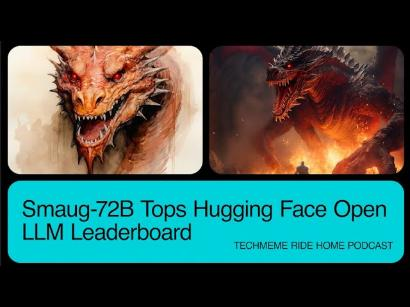 Smaug-72B Tops Hugging Face Open
LLM Leaderboard
TECHMEME RIDE HOME PODCAST